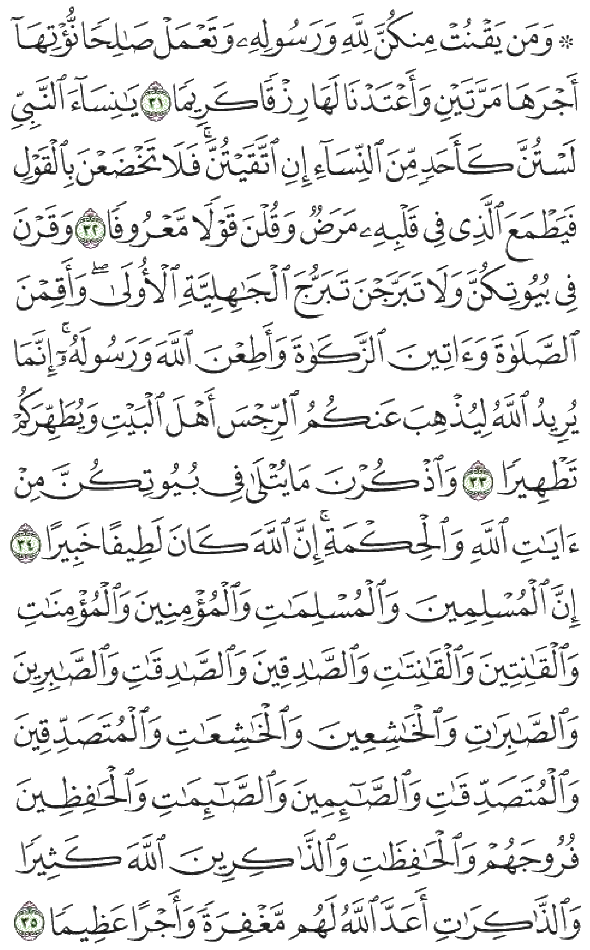 ۞ وَمَن يَقْنُتْ مِنكُنَّ لِلَّهِ وَرَسُولِهِۦ وَتَعْمَلْ صَـٰلِحًا نُّؤْتِهَآ
أَجْرَهَا مَرَّتَيْنِ وَأَعْتَدْنَا لَهَا رِزْقًا كَرِيمًا ٣١ يَـٰنِسَآءَ ٱلنَّبِيِّ
لَسْتُنَّ كَأَحَدٍ مِّنَ ٱلنِّسَآءِ إِنِ ٱتَّقَيْتُنَّ ۚ فَلَا تَخْضَعْنَ بِٱلْقَوْلِ
فَيَطْمَعَ ٱلَّذِى فِى قَلْبِهِۦ مَرَضٌ وَقُلْنَ قَوْلًا مَّعْرُوفًا ٣٢ وَقَرْنَ
فِى بُيُوتِكُنَّ وَلَا تَبَرَّجْنَ تَبَرُّجَ ٱلْجَـٰهِلِيَّةِ ٱلْأُولَىٰ ۖ وَأَقِمْنَ
ٱلصَّلَوٰةَ وَءَاتِينَ ٱلزَّكَوٰةَ وَأَطِعْنَ ٱللَّهَ وَرَسُولَهُۥٓ ۚ إِنَّمَا
يُرِيدُ ٱللَّهُ لِيُذْهِبَ عَنكُمُ ٱلرِّجْسَ أَهْلَ ٱلْبَيْتِ وَيُطَهِّرَكُمْ
تَطْهِيرًا ٣٣ وَٱذْكُرْنَ مَا يُتْلَىٰ فِى بُيُوتِكُنَّ مِنْ
ءَايَـٰتِ ٱللَّهِ وَٱلْحِكْمَةِ ۚ إِنَّ ٱللَّهَ كَانَ لَطِيفًا خَبِيرًا ٣٤
إِنَّ ٱلْمُسْلِمِينَ وَٱلْمُسْلِمَـٰتِ وَٱلْمُؤْمِنِينَ وَٱلْمُؤْمِنَـٰتِ
وَٱلْقَـٰنِتِينَ وَٱلْقَـٰنِتَـٰتِ وَٱلصَّـٰدِقِينَ وَٱلصَّـٰدِقَـٰتِ وَٱلصَّـٰبِرِينَ
وَٱلصَّـٰبِرَٰتِ وَٱلْخَـٰشِعِينَ وَٱلْخَـٰشِعَـٰتِ وَٱلْمُتَصَدِّقِينَ
وَٱلْمُتَصَدِّقَـٰتِ وَٱلصَّـٰٓئِمِينَ وَٱلصَّـٰٓئِمَـٰتِ وَٱلْحَـٰفِظِينَ
فُرُوجَهُمْ وَٱلْحَـٰفِظَـٰتِ وَٱلذَّٰكِرِينَ ٱللَّهَ كَثِيرًا
وَٱلذَّٰكِرَٰتِ أَعَدَّ ٱللَّهُ لَهُم مَّغْفِرَةً وَأَجْرًا عَظِيمًا ٣٥